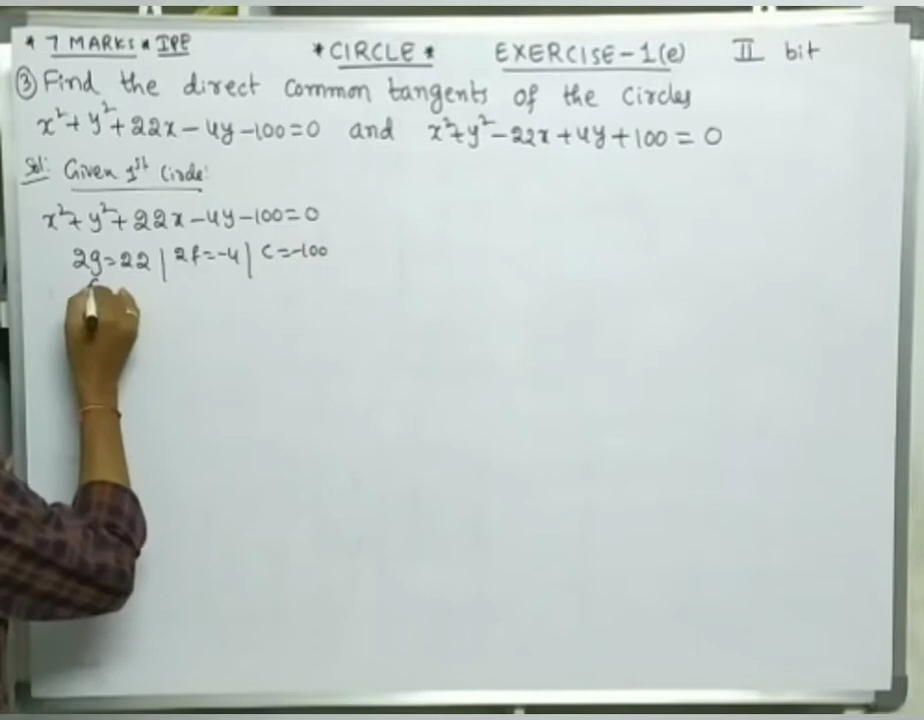 * 7 MARKS * IPE
* CIRCLE * EXERCISE-1(e) II bit
③ Find the direct common tangents of the circles
x²+y²+22x-4y-100=0 and x²+y²-22x+4y+100=0
Sol: Given 1st Circle:
x²+y²+22x-4y-100=0
2g=22 | 2f=-4 | c=-100